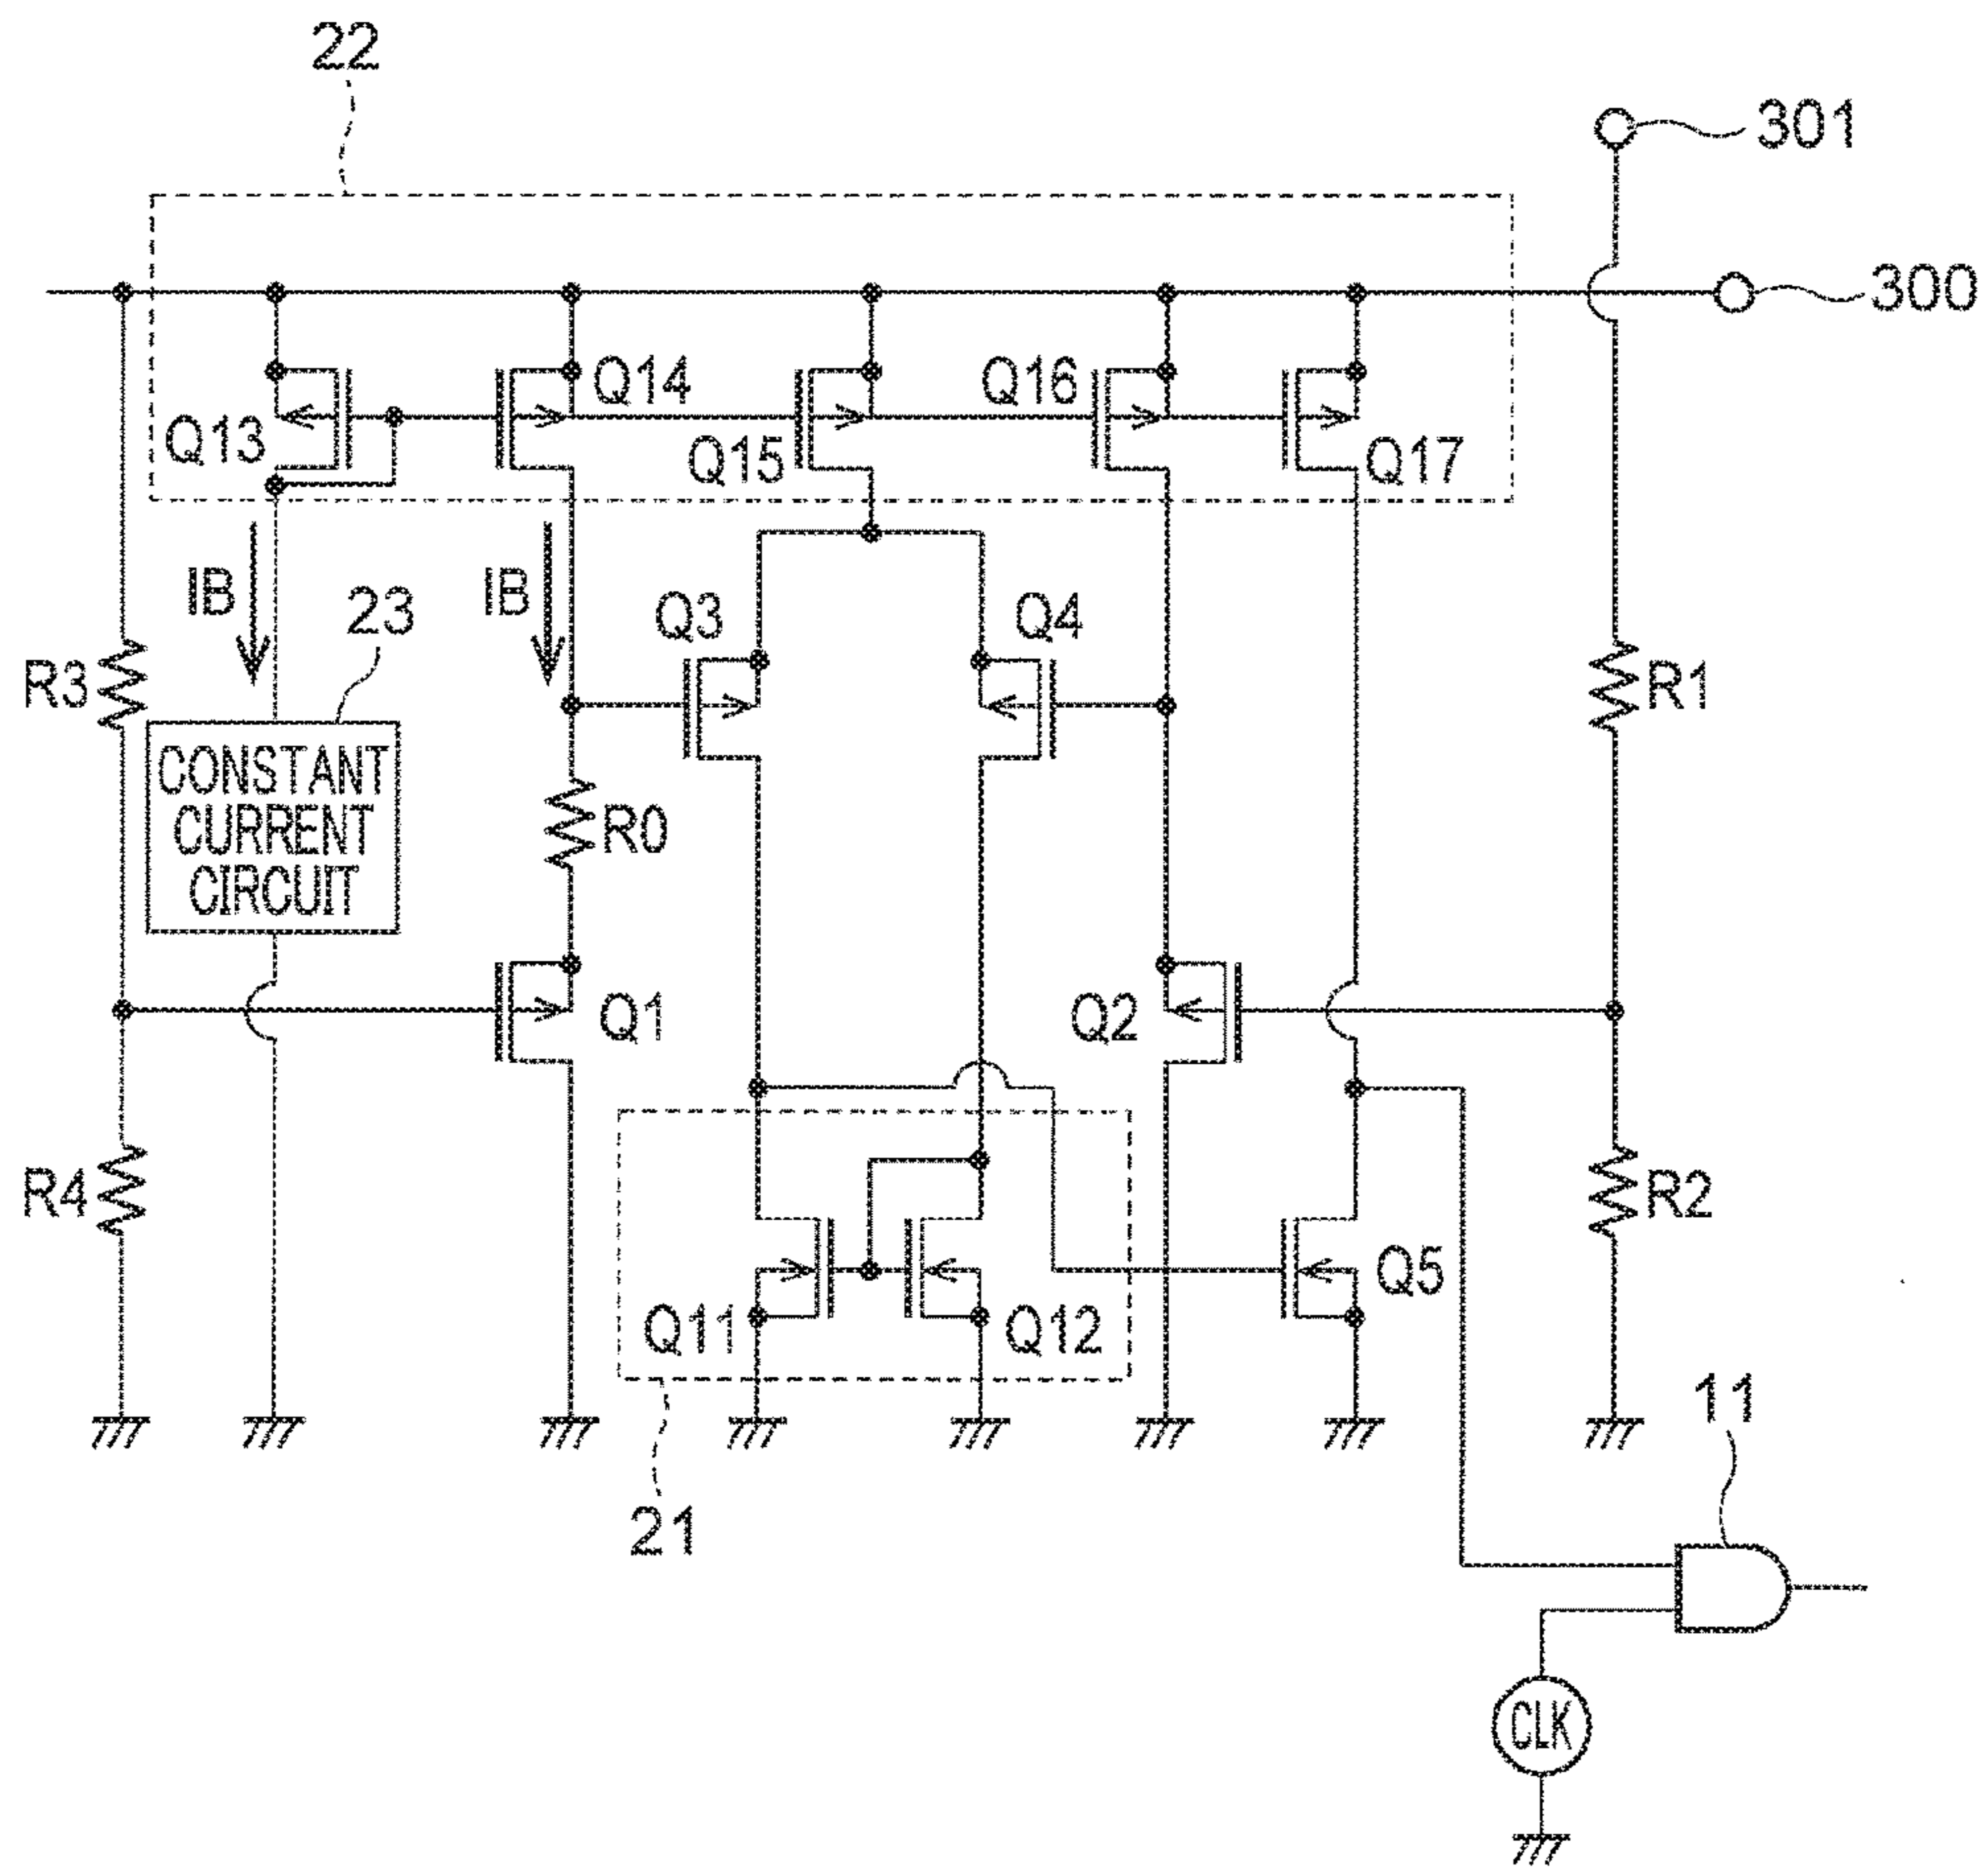 22
301
300
Q14
Q16
Q13
Q15
Q17
IB
IB
23
Q3
Q4
R3
R1
CONSTANT
CURRENT
CIRCUIT
R0
Q1
Q2
R4
R2
Q5
Q11
Q12
11
21
CLK